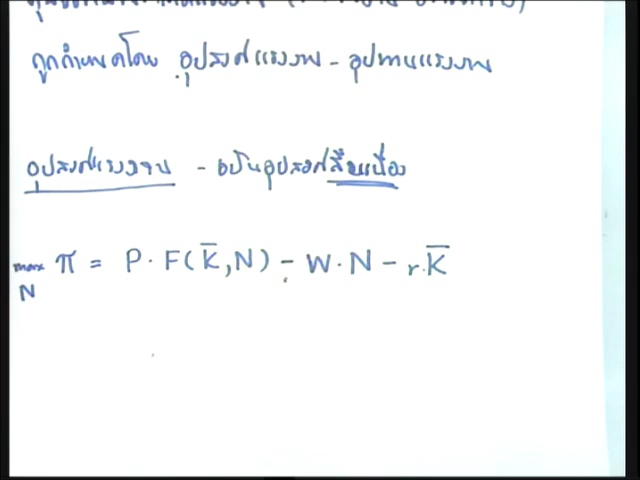 ถูกกำหนดโดย อุปสงค์แรงงาน - อุปทานแรงงาน
อุปสงค์แรงงาน - เป็นอุปสงค์สืบเนื่อง
max π = P · F( K̅ , N ) - W · N - r · K̅
N